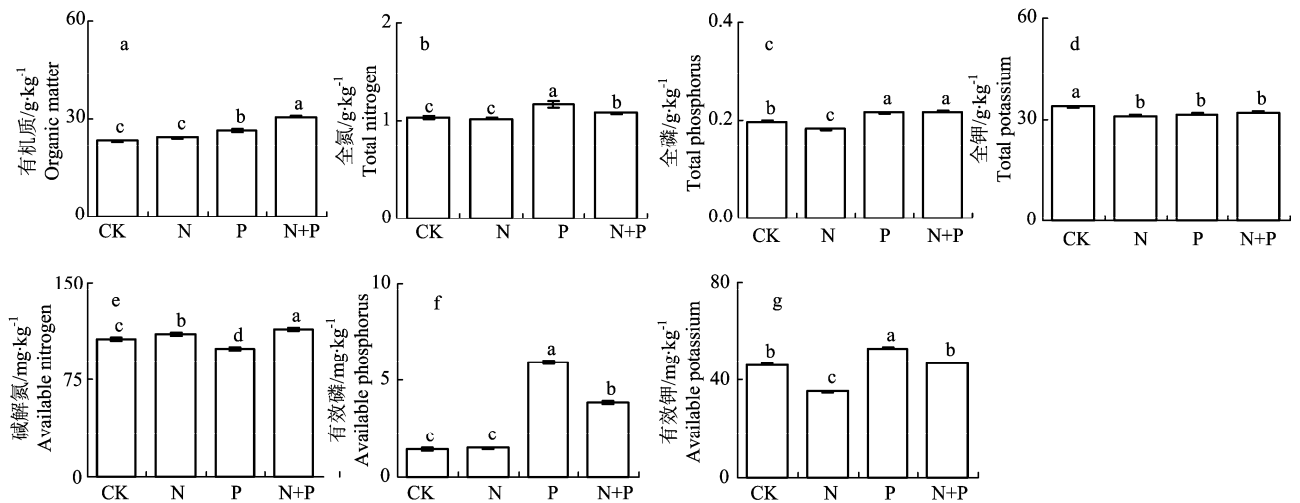 有机质/g·kg⁻¹
Organic matter
60
30
0
a
c
c
b
a
CK
N
P
N+P
全氮/g·kg⁻¹
Total nitrogen
2
1
0
b
c
c
a
b
CK
N
P
N+P
全磷/g·kg⁻¹
Total phosphorus
0.4
0.2
0.0
c
b
c
a
a
CK
N
P
N+P
全钾/g·kg⁻¹
Total potassium
60
30
0
d
a
b
b
b
CK
N
P
N+P
碱解氮/mg·kg⁻¹
Available nitrogen
150
75
0
e
c
b
d
a
CK
N
P
N+P
有效磷/mg·kg⁻¹
Available phosphorus
10
5
0
f
c
c
a
b
CK
N
P
N+P
有效钾/mg·kg⁻¹
Available potassium
80
40
0
g
b
c
a
b
CK
N
P
N+P